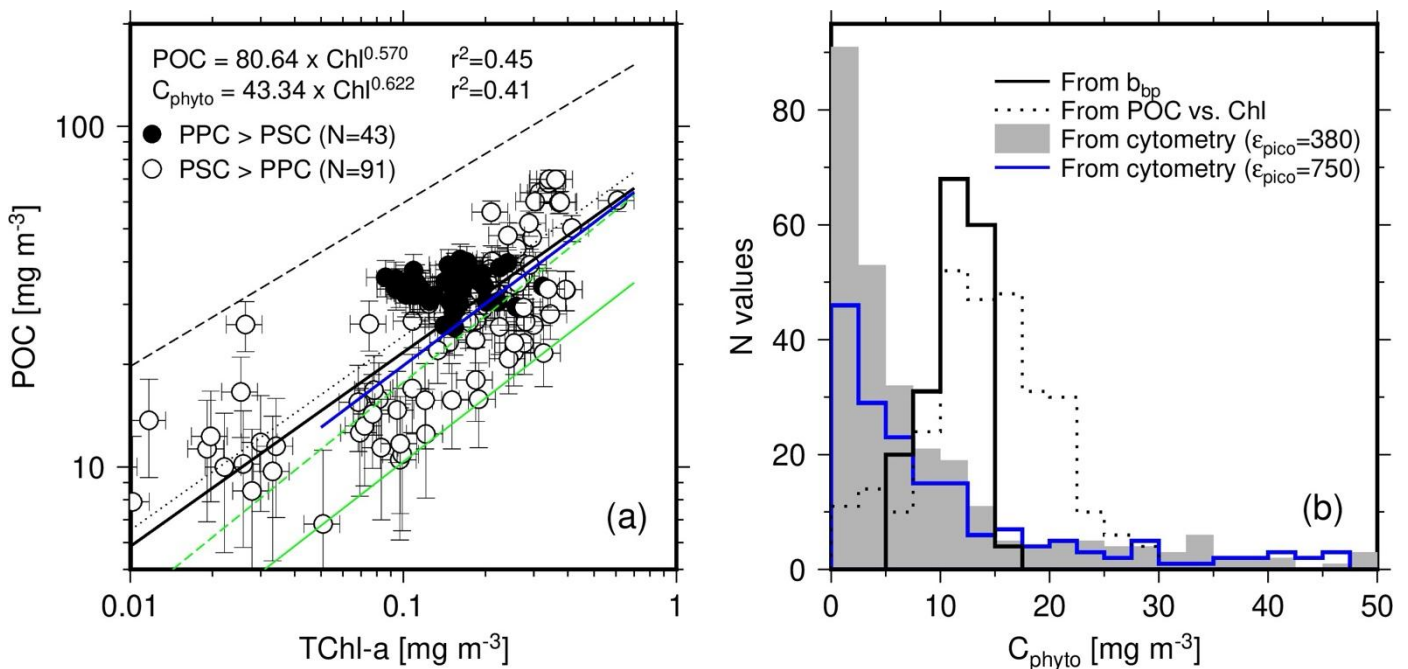 POC = 80.64 x Chl^0.570 r²=0.45
C_phyto = 43.34 x Chl^0.622 r²=0.41
PPC > PSC (N=43)
PSC > PPC (N=91)
100
10
POC [mg m⁻³]
(a)
0.01 0.1 1
TChl-a [mg m⁻³]
From b_bp
From POC vs. Chl
From cytometry (ε_pico=380)
From cytometry (ε_pico=750)
80
60
40
20
0
N values
(b)
0 10 20 30 40 50
C_phyto [mg m⁻³]